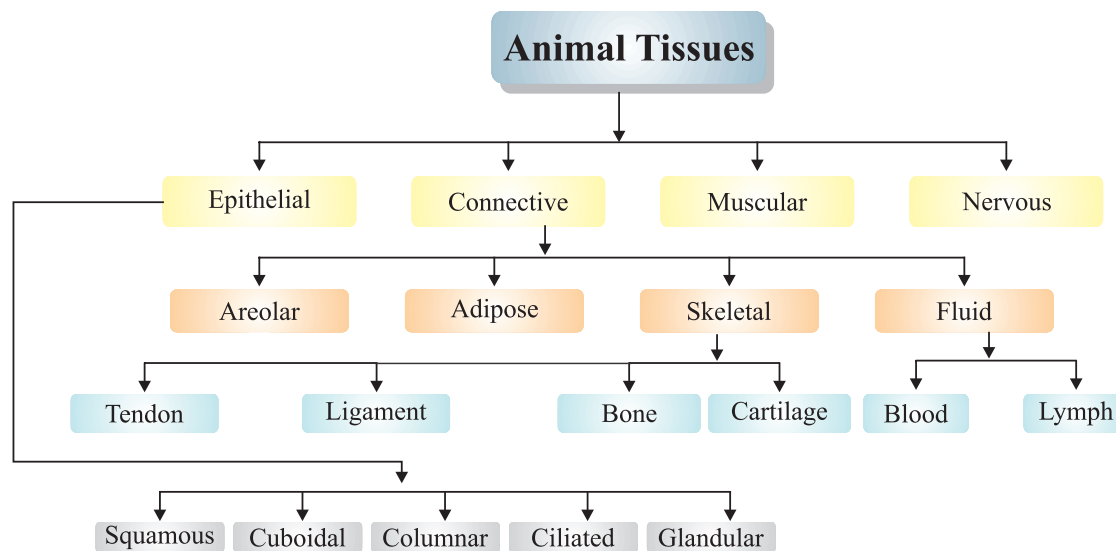 Animal Tissues
Epithelial
Connective
Muscular
Nervous
Areolar
Adipose
Skeletal
Fluid
Tendon
Ligament
Bone
Cartilage
Blood
Lymph
Squamous
Cuboidal
Columnar
Ciliated
Glandular